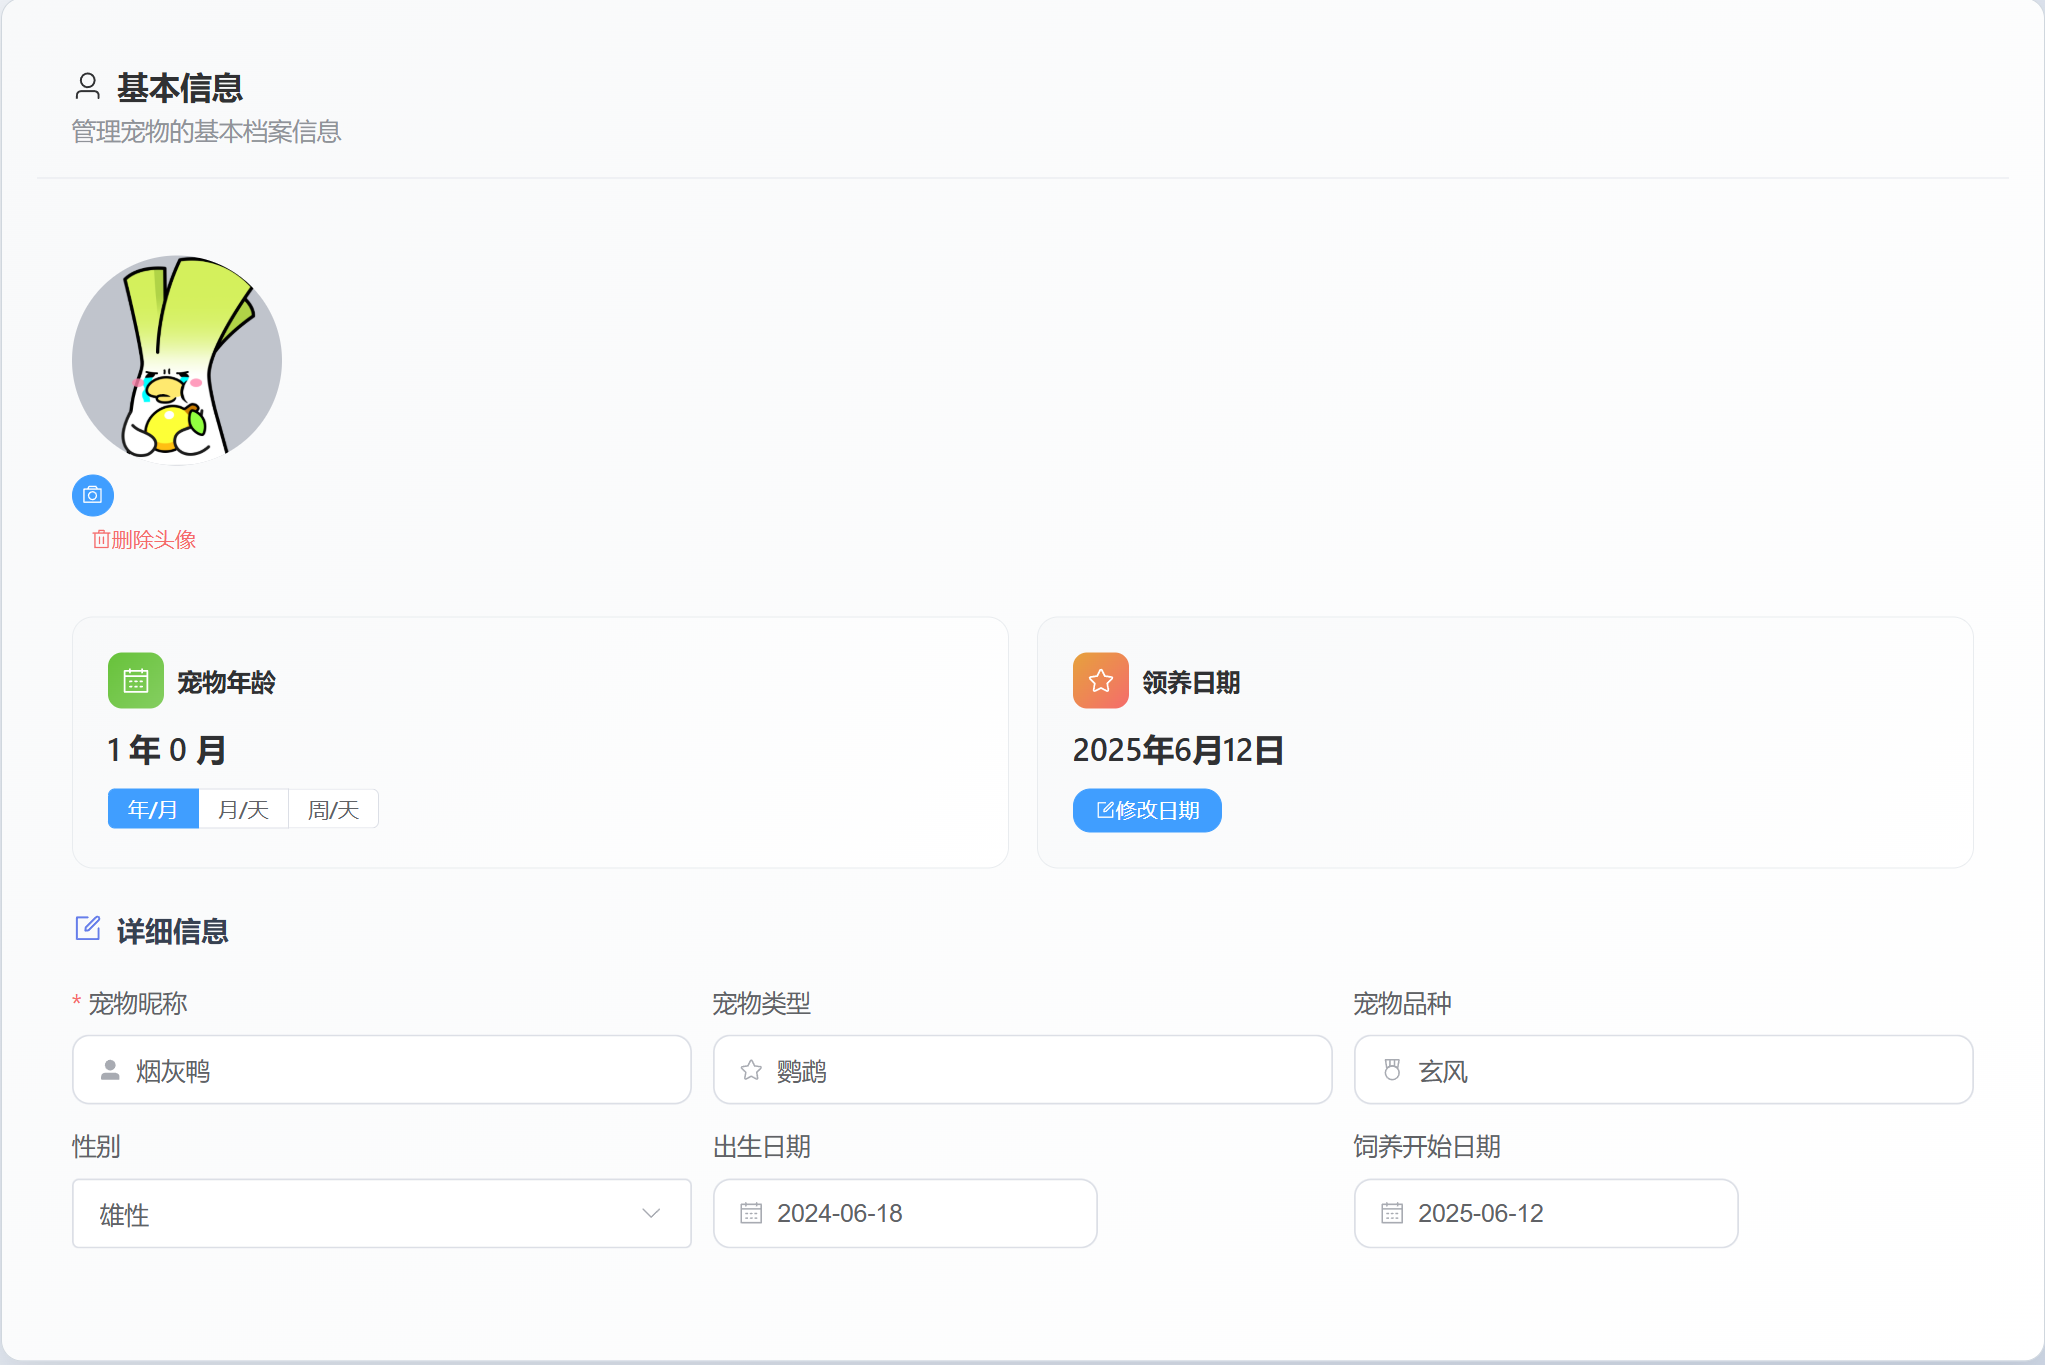 基本信息
管理宠物的基本档案信息
删除头像
宠物年龄
1 年 0 月
年/月 月/天 周/天
领养日期
2025年6月12日
修改日期
详细信息
* 宠物昵称
烟灰鸭
宠物类型
鹦鹉
宠物品种
玄风
性别
雄性
出生日期
2024-06-18
饲养开始日期
2025-06-12